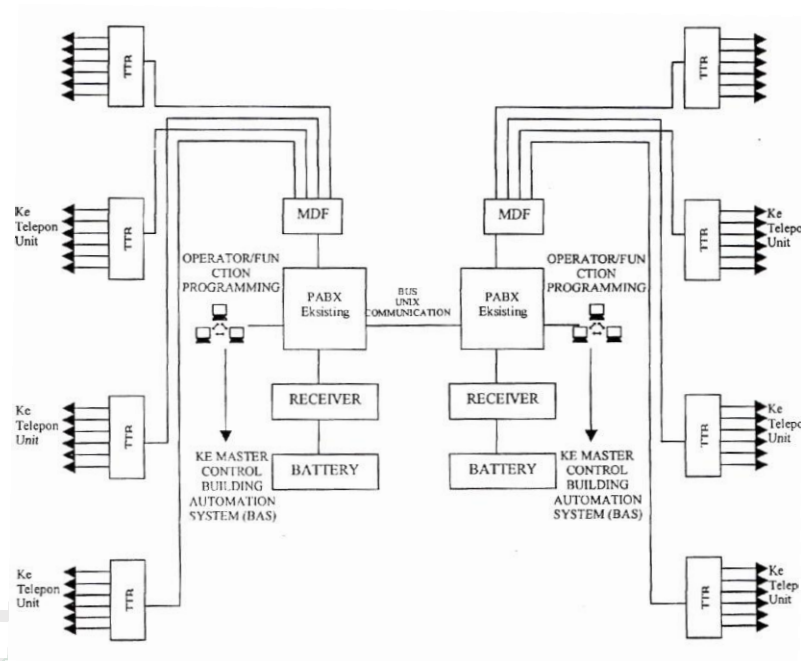 TTR
TTR
MDF
MDF
Ke
Telepon
Unit
TTR
Ke
Telepon
Unit
TTR
OPERATOR/FUN
CTION
PROGRAMMING
PABX
Eksisting
BUS
UNIX
COMMUNICATION
PABX
Eksisting
OPERATOR/FUN
CTION
PROGRAMMING
RECEIVER
RECEIVER
Ke
Telepon
Unit
TTR
Ke
Telepon
Unit
TTR
BATTERY
BATTERY
KE MASTER
CONTROL
BUILDING
AUTOMATION
SYSTEM (BAS)
KE MASTER
CONTROL
BUILDING
AUTOMATION
SYSTEM (BAS)
Ke
Telepon
Unit
TTR
Ke
Telep
Unit
TTR